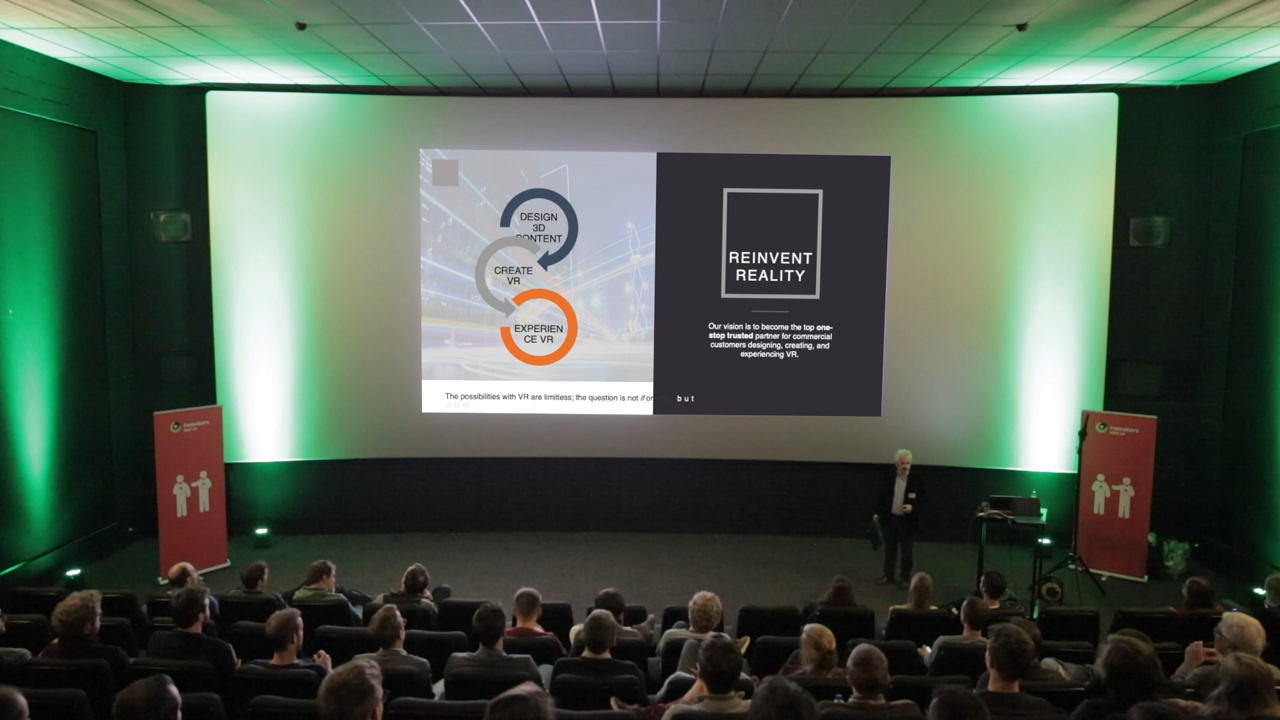 DESIGN
3D
CONTENT
CREATE
VR
EXPERIEN
CE VR
The possibilities with VR are limitless; the question is not if or
but
REINVENT
REALITY
Our vision is to become the top one-
stop trusted partner for commercial
customers designing, creating, and
experiencing VR.